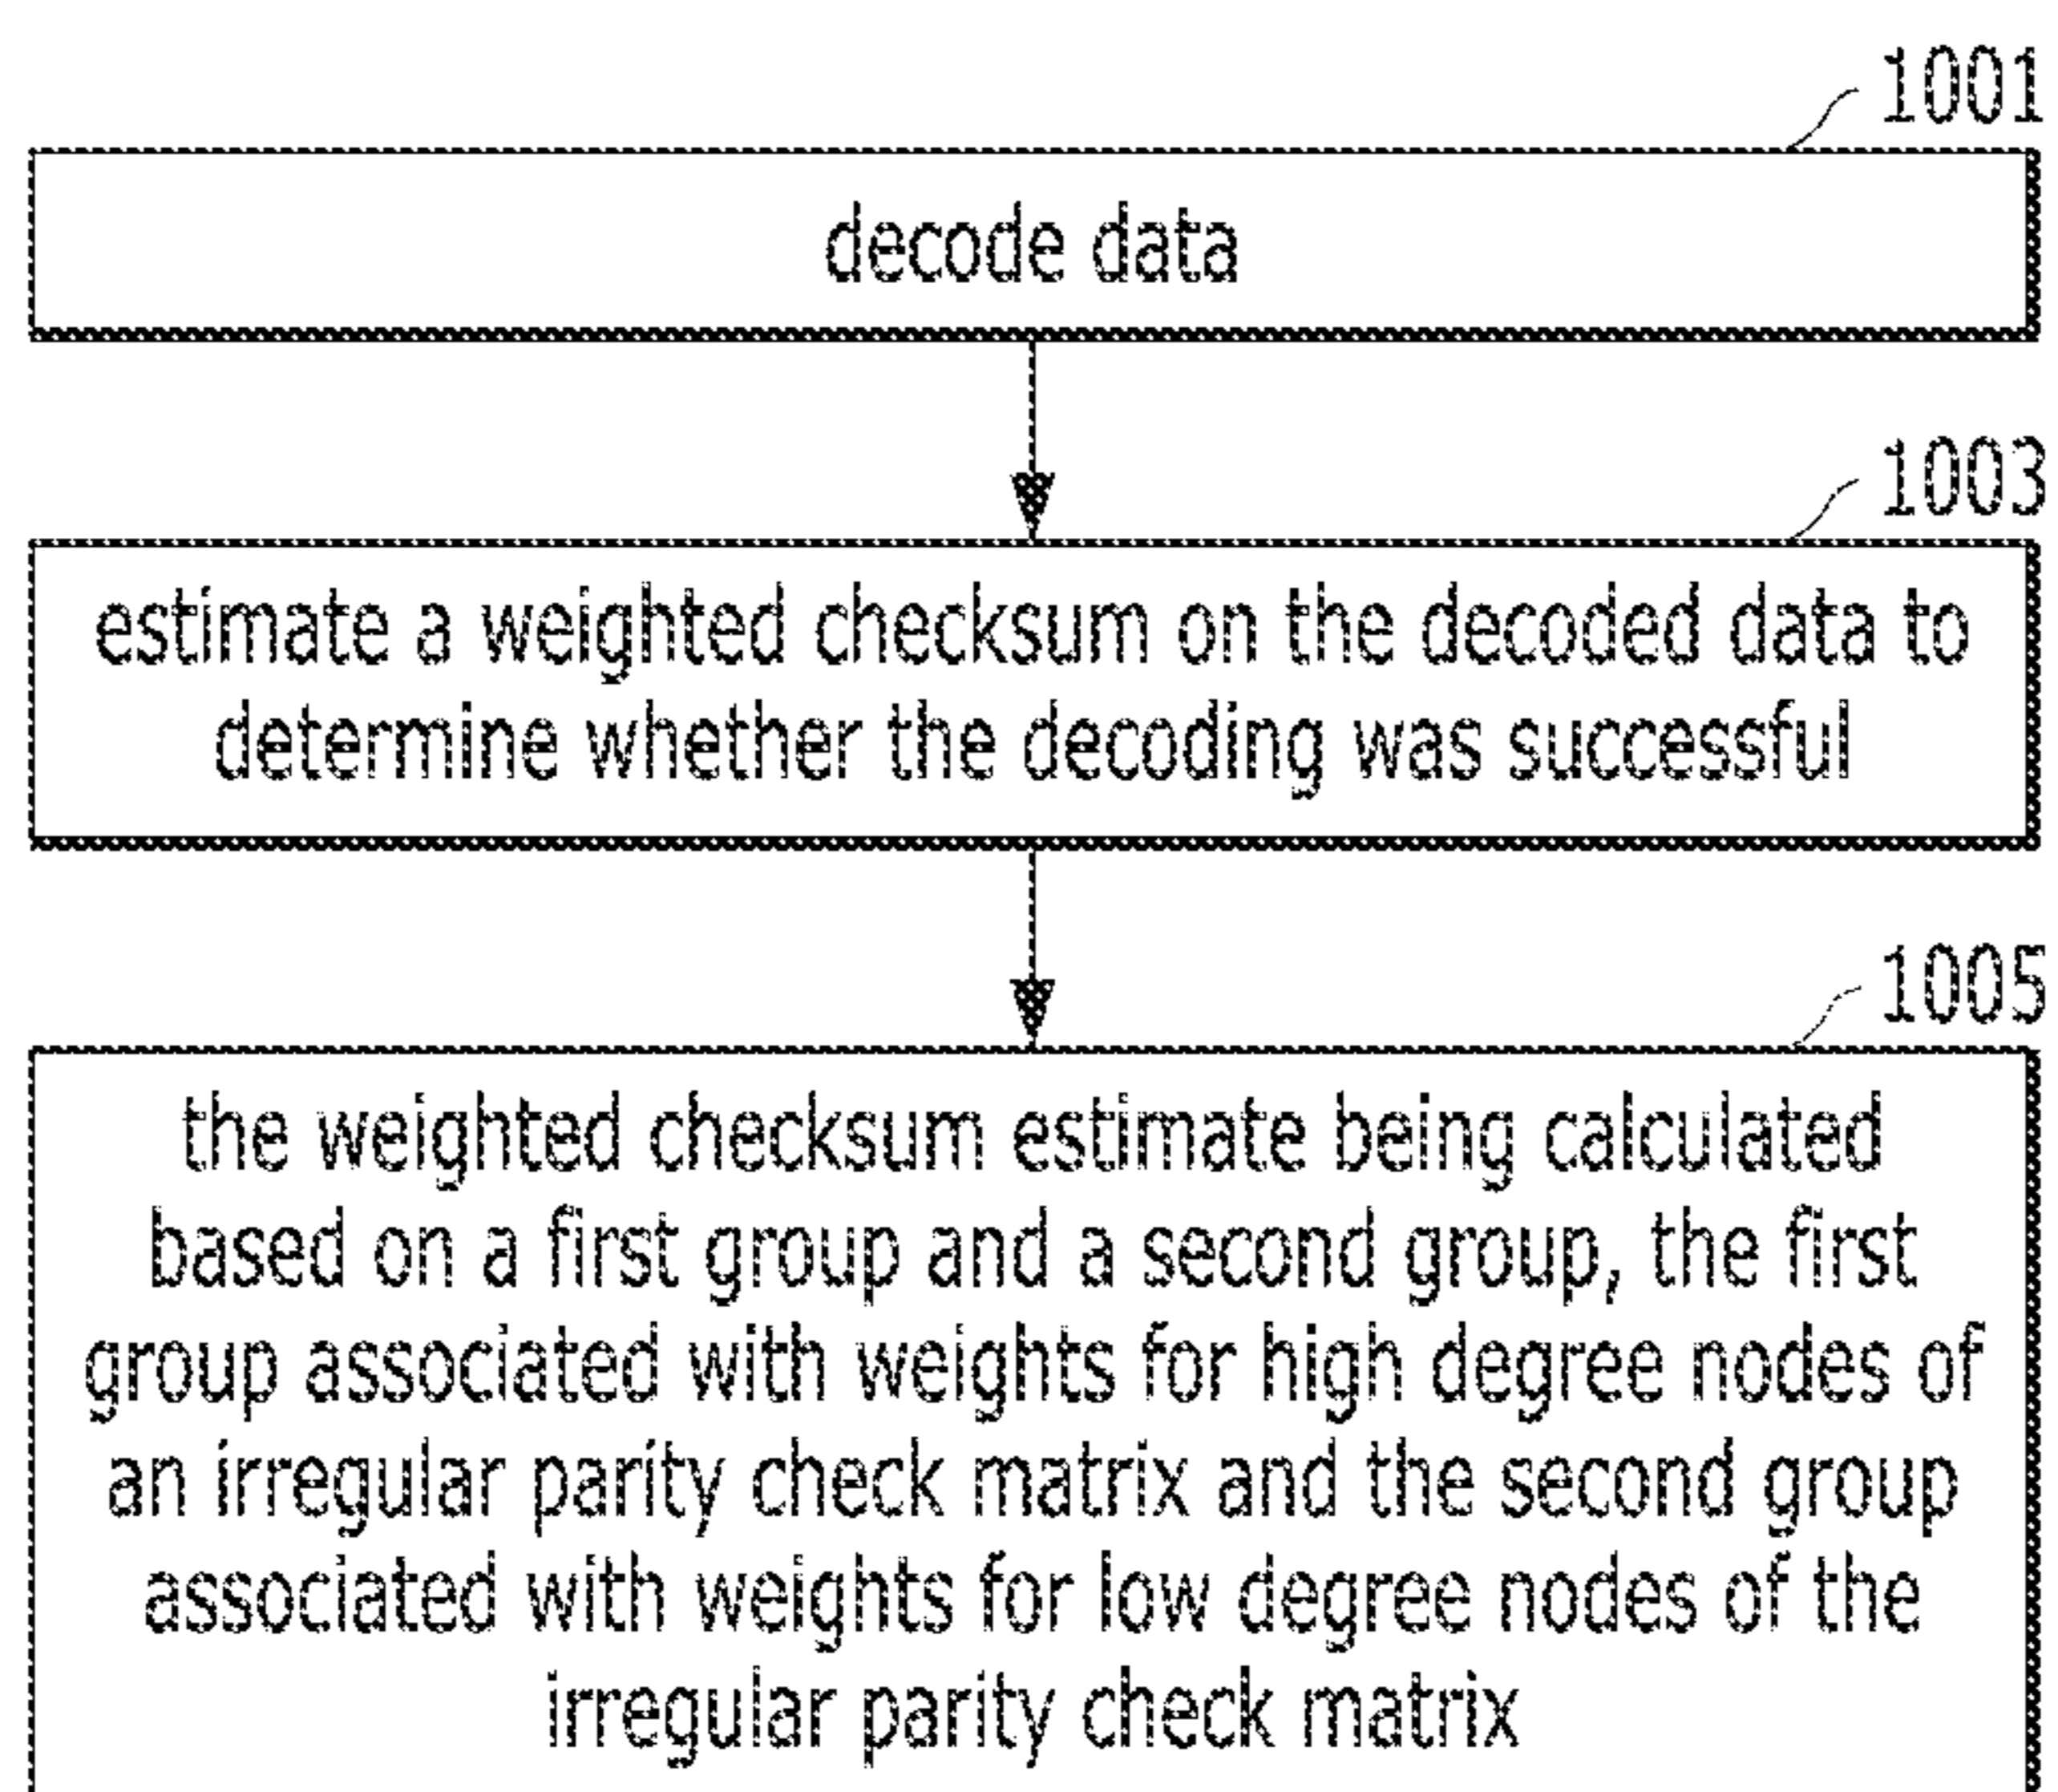 1001
decode data
1003
estimate a weighted checksum on the decoded data to
determine whether the decoding was successful
1005
the weighted checksum estimate being calculated
based on a first group and a second group, the first
group associated with weights for high degree nodes of
an irregular parity check matrix and the second group
associated with weights for low degree nodes of the
irregular parity check matrix